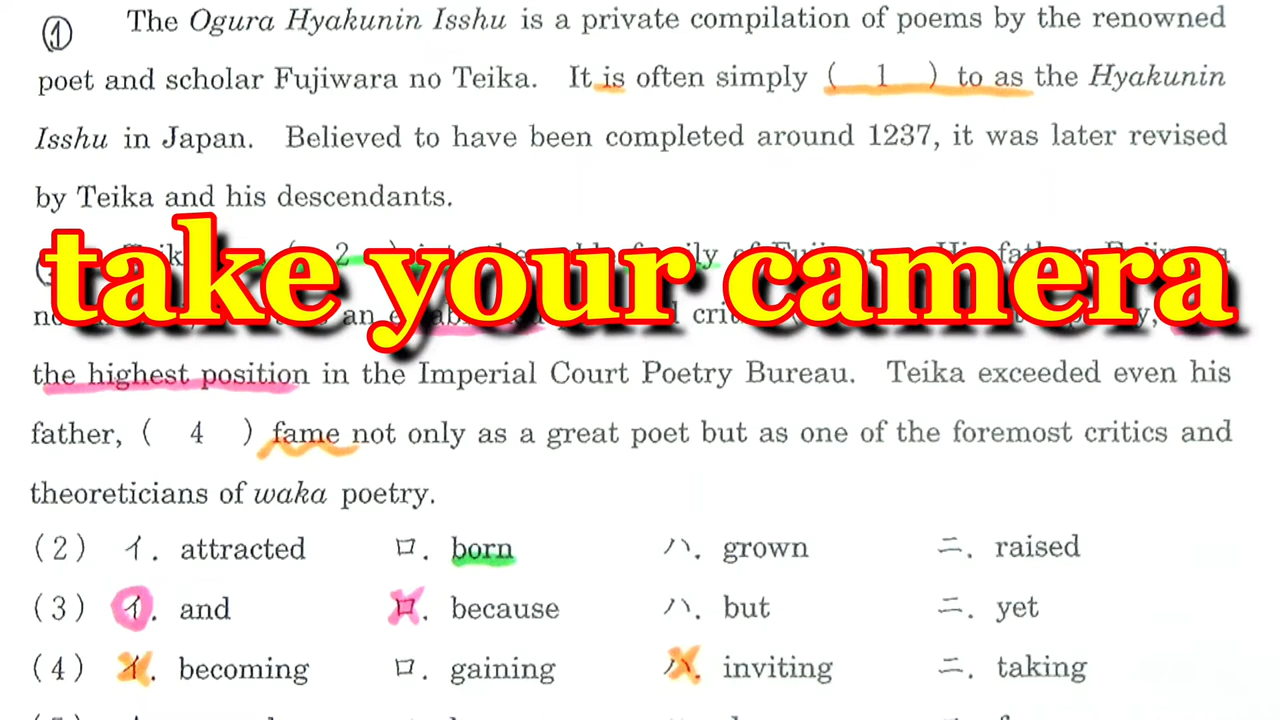 ① The Ogura Hyakunin Isshu is a private compilation of poems by the renowned
poet and scholar Fujiwara no Teika. It is often simply ( 1 ) to as the Hyakunin
Isshu in Japan. Believed to have been completed around 1237, it was later revised
by Teika and his descendants.
take your camera
the highest position in the Imperial Court Poetry Bureau. Teika exceeded even his
father, ( 4 ) fame not only as a great poet but as one of the foremost critics and
theoreticians of waka poetry.
(2) イ. attracted ロ. born ハ. grown ニ. raised
(3) イ. and ロ. because ハ. but ニ. yet
(4) イ. becoming ロ. gaining ハ. inviting ニ. taking